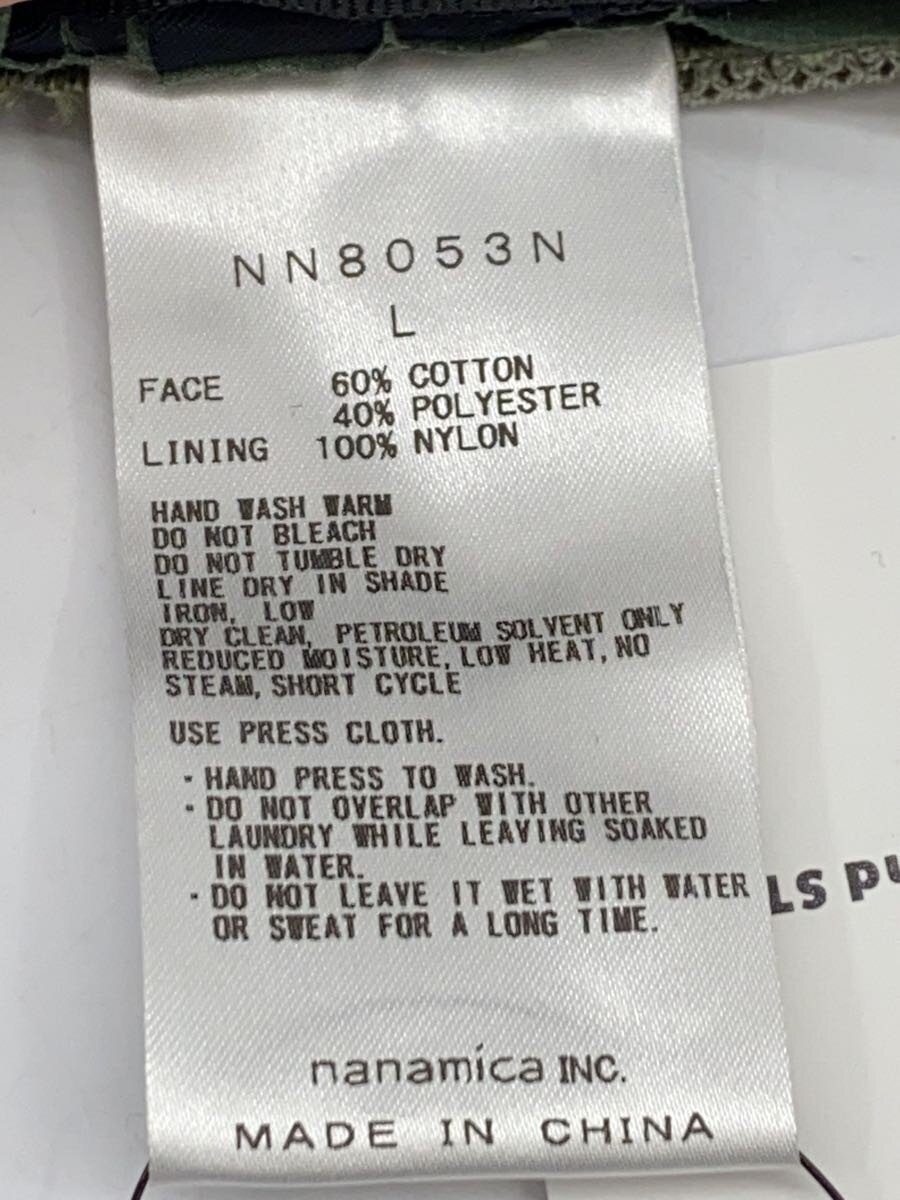 NN8053N
L
FACE 60% COTTON
40% POLYESTER
LINING 100% NYLON
HAND WASH WARM
DO NOT BLEACH
DO NOT TUMBLE DRY
LINE DRY IN SHADE
IRON, LOW
DRY CLEAN, PETROLEUM SOLVENT ONLY
REDUCED MOISTURE, LOW HEAT, NO
STEAM, SHORT CYCLE
USE PRESS CLOTH.
・HAND PRESS TO WASH.
・DO NOT OVERLAP WITH OTHER
LAUNDRY WHILE LEAVING SOAKED
IN WATER.
・DO NOT LEAVE IT WET WITH WATER
OR SWEAT FOR A LONG TIME.
nanamica INC.
MADE IN CHINA